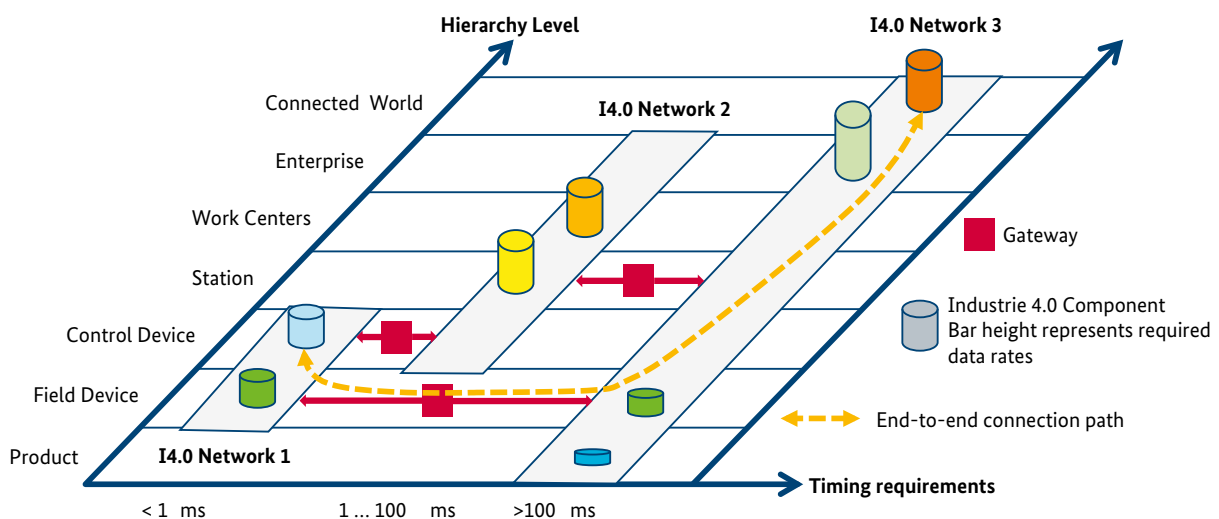 Hierarchy Level
I4.0 Network 3
Connected World
I4.0 Network 2
Enterprise
Work Centers
Gateway
Station
Industrie 4.0 Component
Bar height represents required
data rates
Control Device
Field Device
End-to-end connection path
Product
I4.0 Network 1
Timing requirements
< 1 ms
1 ... 100 ms
>100 ms